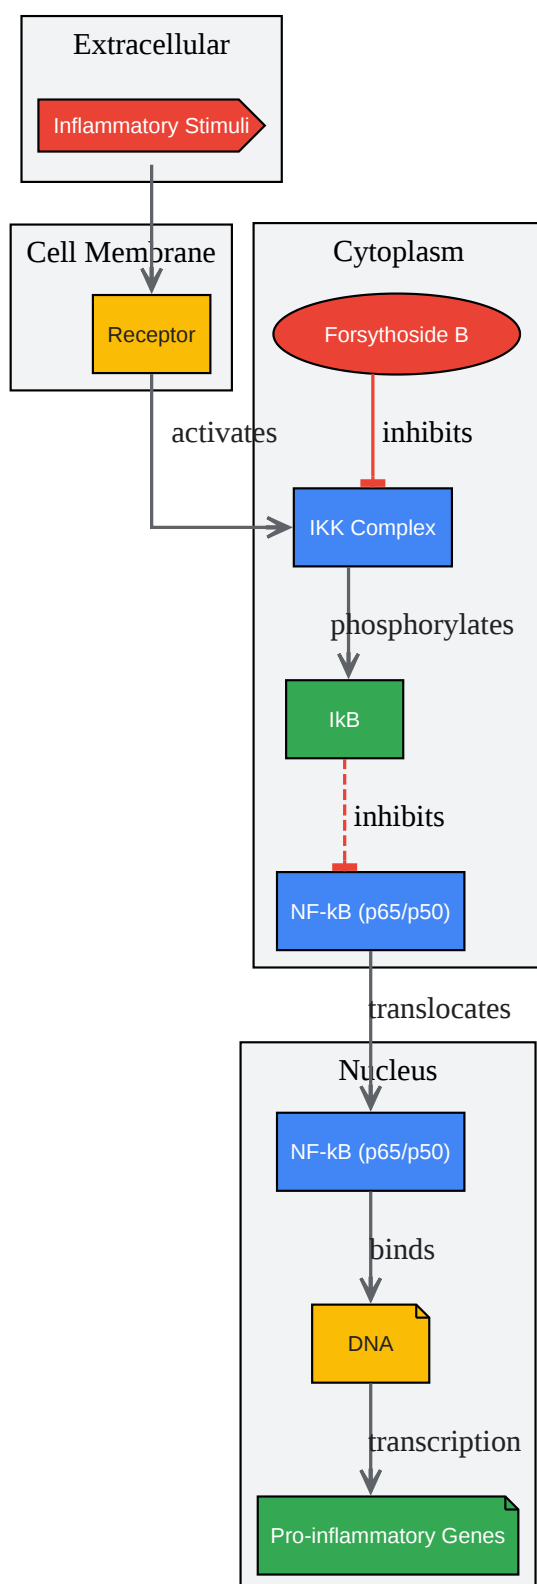 Extracellular
Inflammatory Stimuli
Cell Membrane
Receptor
Cytoplasm
Forsythoside B
activates
inhibits
IKK Complex
phosphorylates
IkB
inhibits
NF-kB (p65/p50)
translocates
Nucleus
NF-kB (p65/p50)
binds
DNA
transcription
Pro-inflammatory Genes